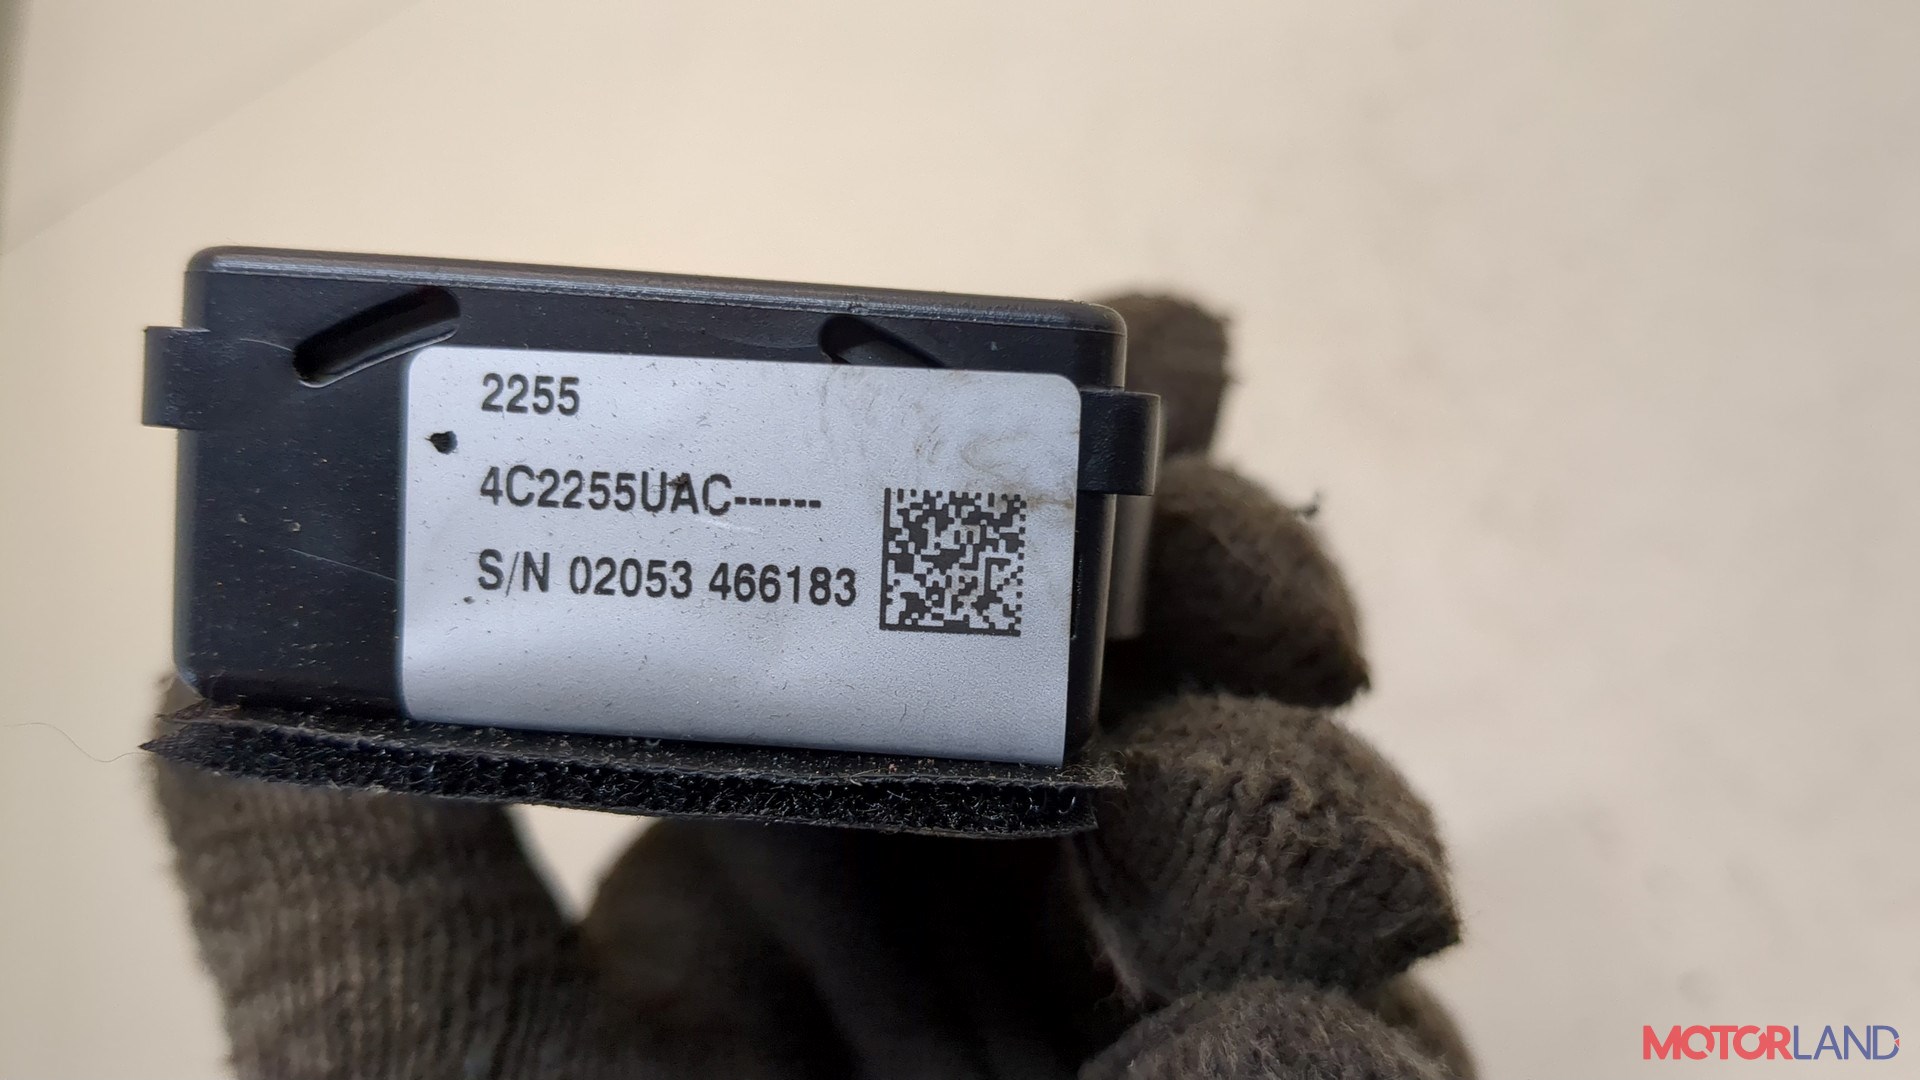 2255
4C2255UAC------
S/N 02053 466183
MOTORLAND